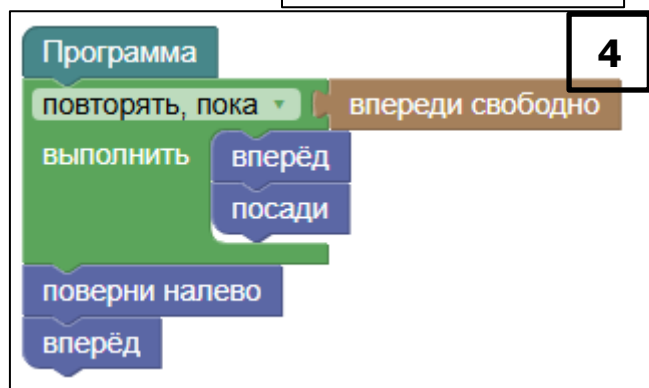 Программа
4
повторять, пока впереди свободно
выполнить вперёд
посади
поверни налево
вперёд